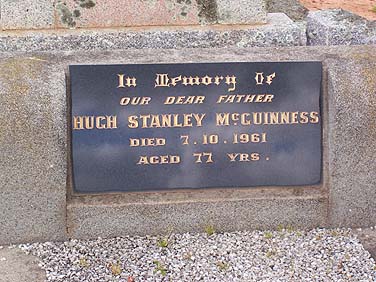 In Memory Of
OUR DEAR FATHER
HUGH STANLEY McGUINNESS
DIED 7.10.1961
AGED 77 YRS.